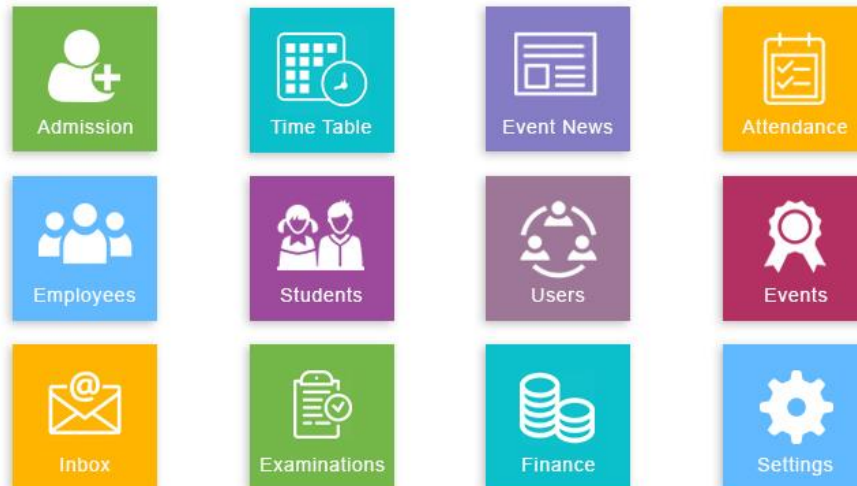 Admission
Time Table
Event News
Attendance
Employees
Students
Users
Events
Inbox
Examinations
Finance
Settings